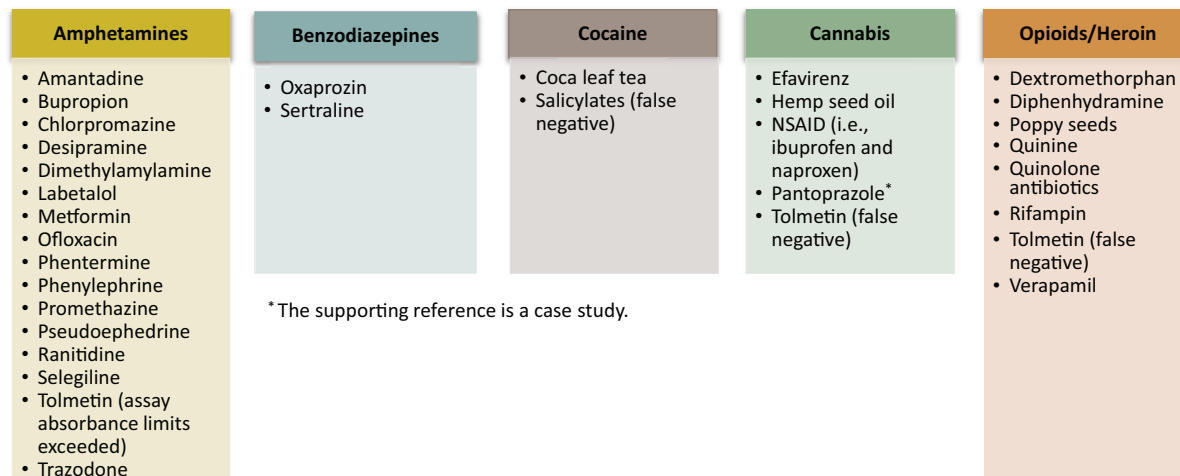 Amphetamines
• Amantadine
• Bupropion
• Chlorpromazine
• Desipramine
• Dimethylamylamine
• Labetalol
• Metformin
• Ofloxacin
• Phentermine
• Phenylephrine
• Promethazine
• Pseudoephedrine
• Ranitidine
• Selegiline
• Tolmetin (assay
absorbance limits
exceeded)
• Trazodone
Benzodiazepines
• Oxaprozin
• Sertraline
Cocaine
• Coca leaf tea
• Salicylates (false
negative)
Cannabis
• Efavirenz
• Hemp seed oil
• NSAID (i.e.,
ibuprofen and
naproxen)
• Pantoprazole*
• Tolmetin (false
negative)
Opioids/Heroin
• Dextromethorphan
• Diphenhydramine
• Poppy seeds
• Quinine
• Quinolone
antibiotics
• Rifampin
• Tolmetin (false
negative)
• Verapamil
* The supporting reference is a case study.